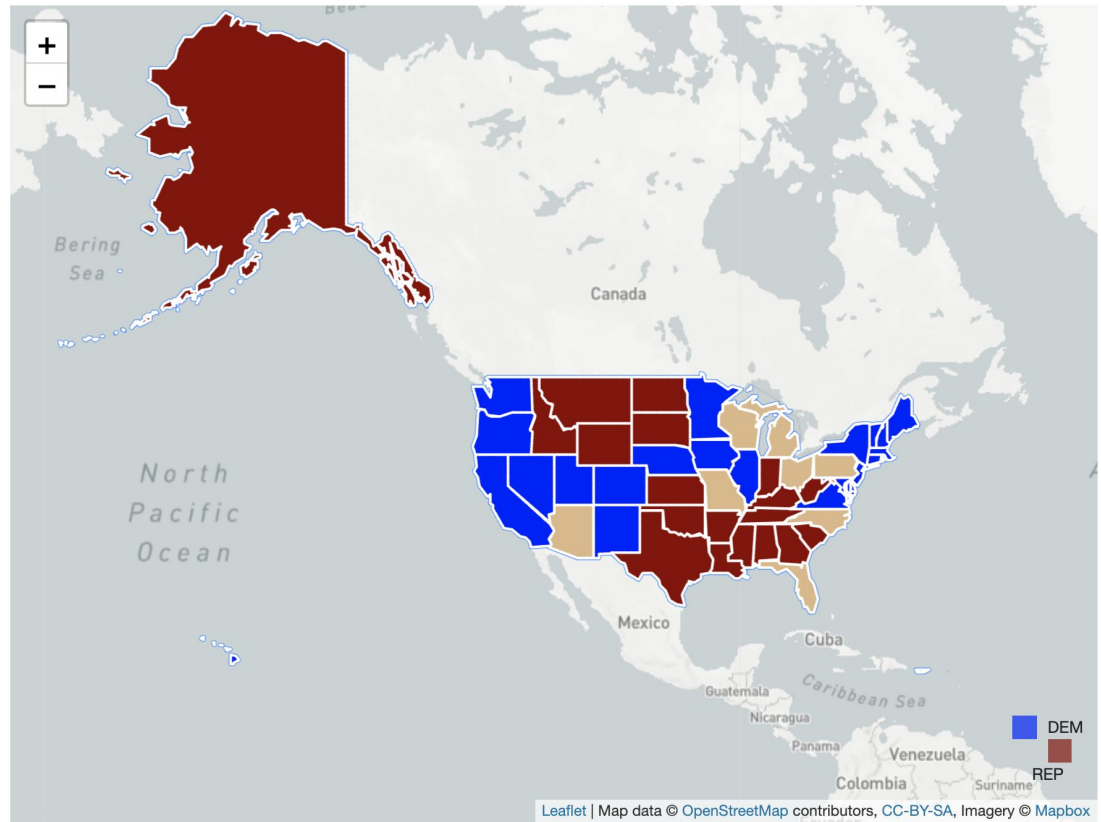 Beau
+
−
Bering
Sea
Canada
North
Pacific
Ocean
Mexico
Cuba
Caribbean Sea
Guatemala
Nicaragua
Panama
Venezuela
Colombia
Suriname
DEM
REP
Leaflet | Map data © OpenStreetMap contributors, CC-BY-SA, Imagery © Mapbox